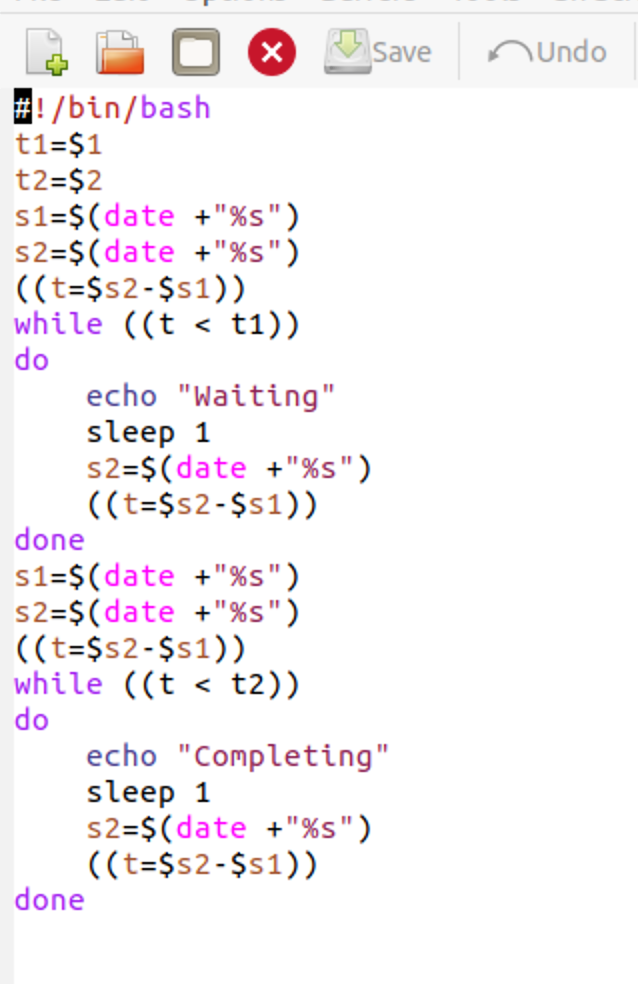 Save Undo
#!/bin/bash
t1=$1
t2=$2
s1=$(date +"%s")
s2=$(date +"%s")
((t=$s2-$s1))
while ((t < t1))
do
    echo "Waiting"
    sleep 1
    s2=$(date +"%s")
    ((t=$s2-$s1))
done
s1=$(date +"%s")
s2=$(date +"%s")
((t=$s2-$s1))
while ((t < t2))
do
    echo "Completing"
    sleep 1
    s2=$(date +"%s")
    ((t=$s2-$s1))
done